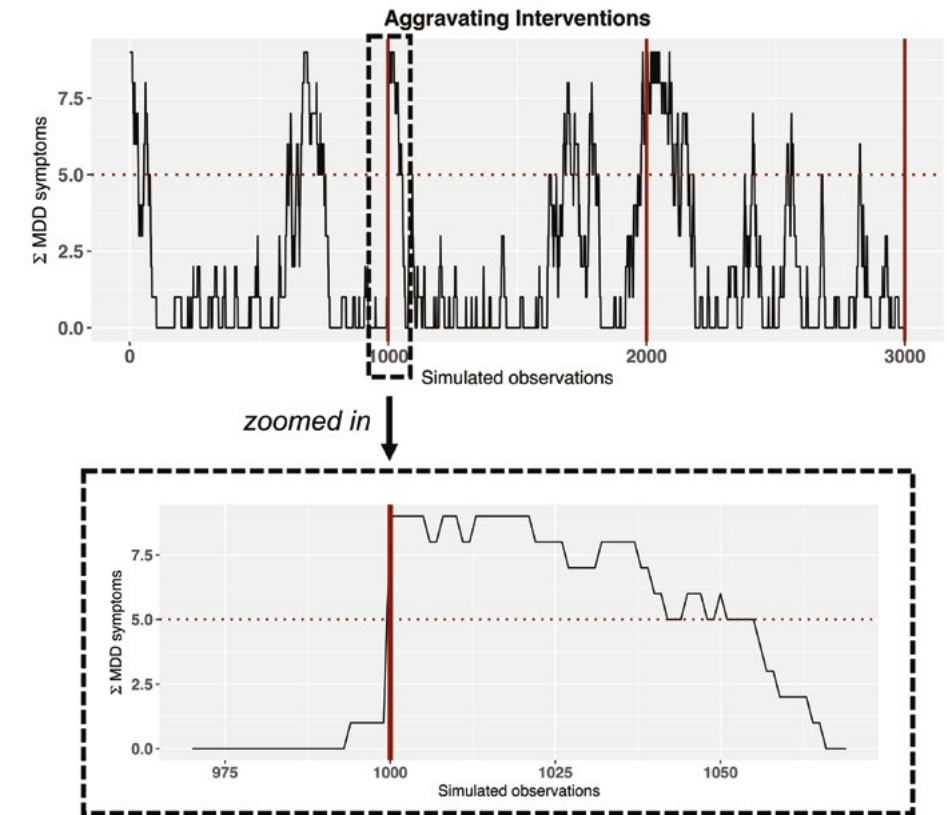 Aggravating Interventions
Σ MDD symptoms
7.5
5.0
2.5
0.0
0 1000 2000 3000
Simulated observations
zoomed in
Σ MDD symptoms
7.5
5.0
2.5
0.0
975 1000 1025 1050
Simulated observations